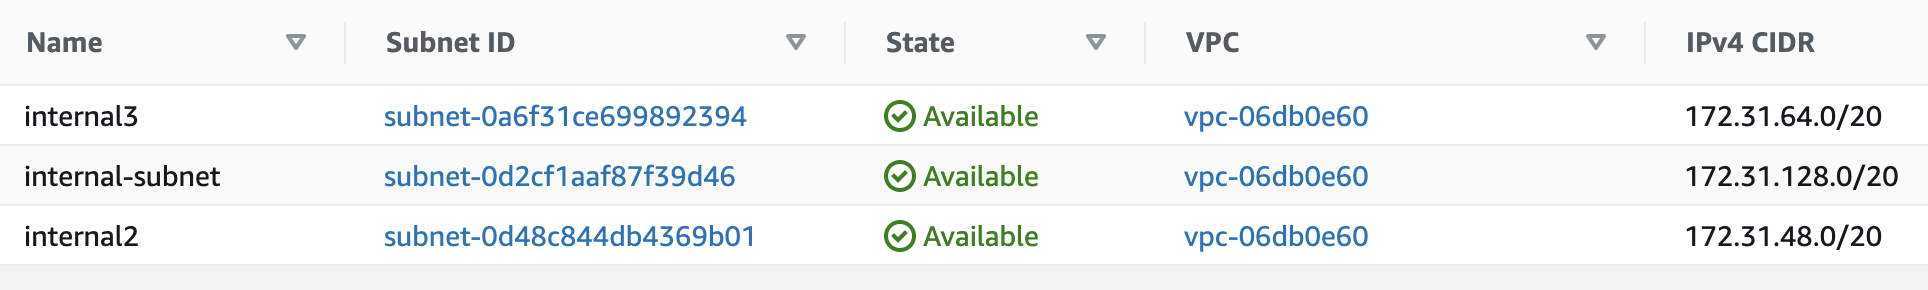 Name Subnet ID State VPC IPv4 CIDR
internal3 subnet-0a6f31ce699892394 Available vpc-06db0e60 172.31.64.0/20
internal-subnet subnet-0d2cf1aaf87f39d46 Available vpc-06db0e60 172.31.128.0/20
internal2 subnet-0d48c844db4369b01 Available vpc-06db0e60 172.31.48.0/20